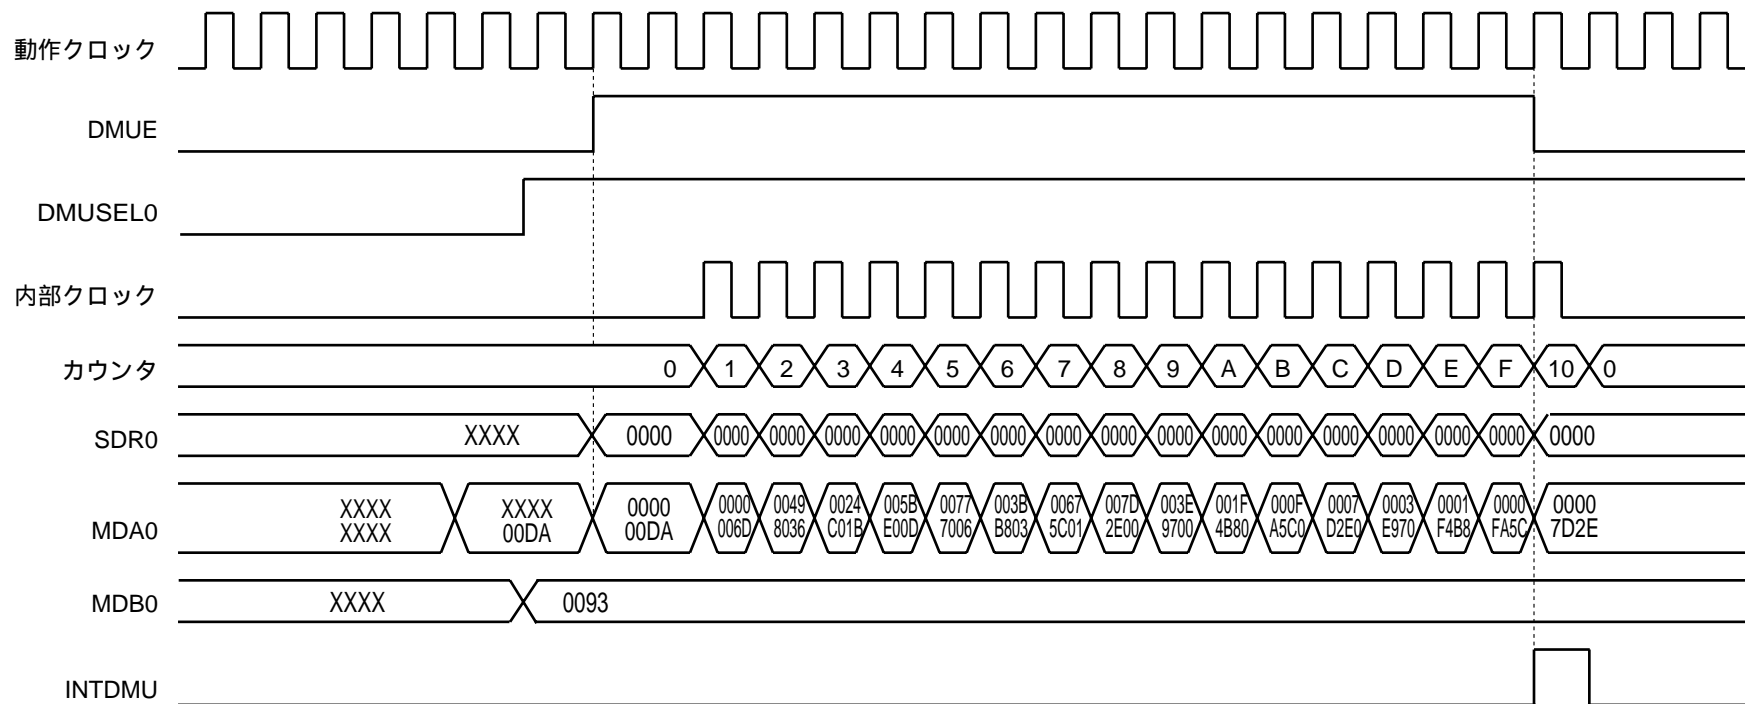 動作クロック
DMUE
DMUSEL0
内部クロック
カウンタ 0 1 2 3 4 5 6 7 8 9 A B C D E F 10 0
SDR0 XXXX 0000 0000 0000 0000 0000 0000 0000 0000 0000 0000 0000 0000 0000 0000 0000 0000 0000
XXXX XXXX 0000 0000 0049 0024 005B 0077 003B 0067 007D 003E 001F 000F 0007 0003 0001 0000 0000
MDA0 XXXX 00DA 00DA 006D 8036 C01B E00D 7006 B803 5C01 2E00 9700 4B80 A5C0 D2E0 E970 F4B8 FA5C 7D2E
MDB0 XXXX 0093
INTDMU